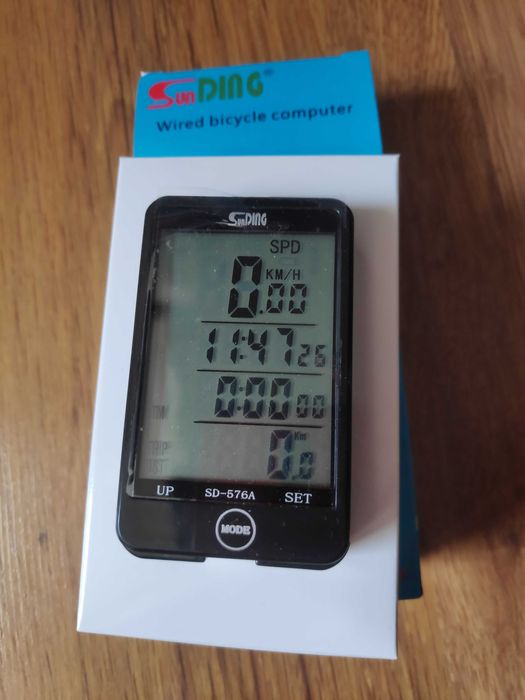 SunDING®
Wired bicycle computer
SunDING
SPD
KM/H
0.00
11:47 26
0:00 00
Km
0.0
UP SD-576A SET
MODE